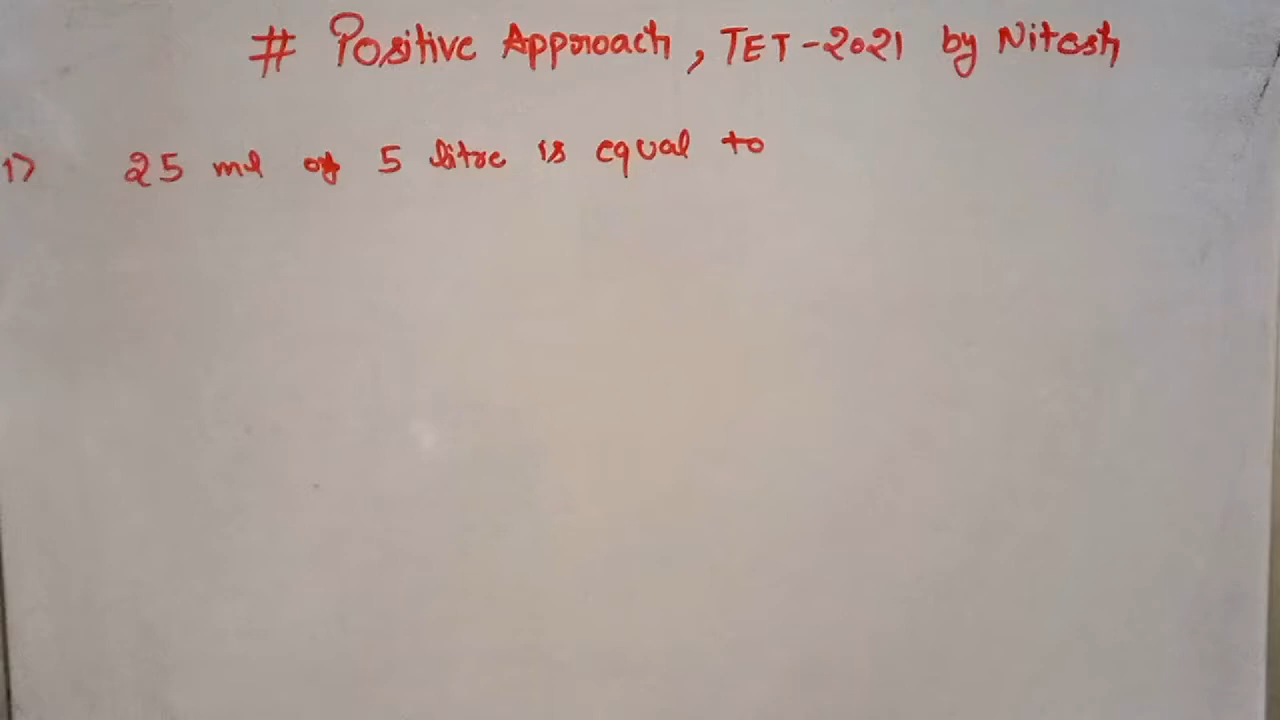 # Positive Approach, TET-2021 by Nitesh
1) 25 ml of 5 litre is equal to